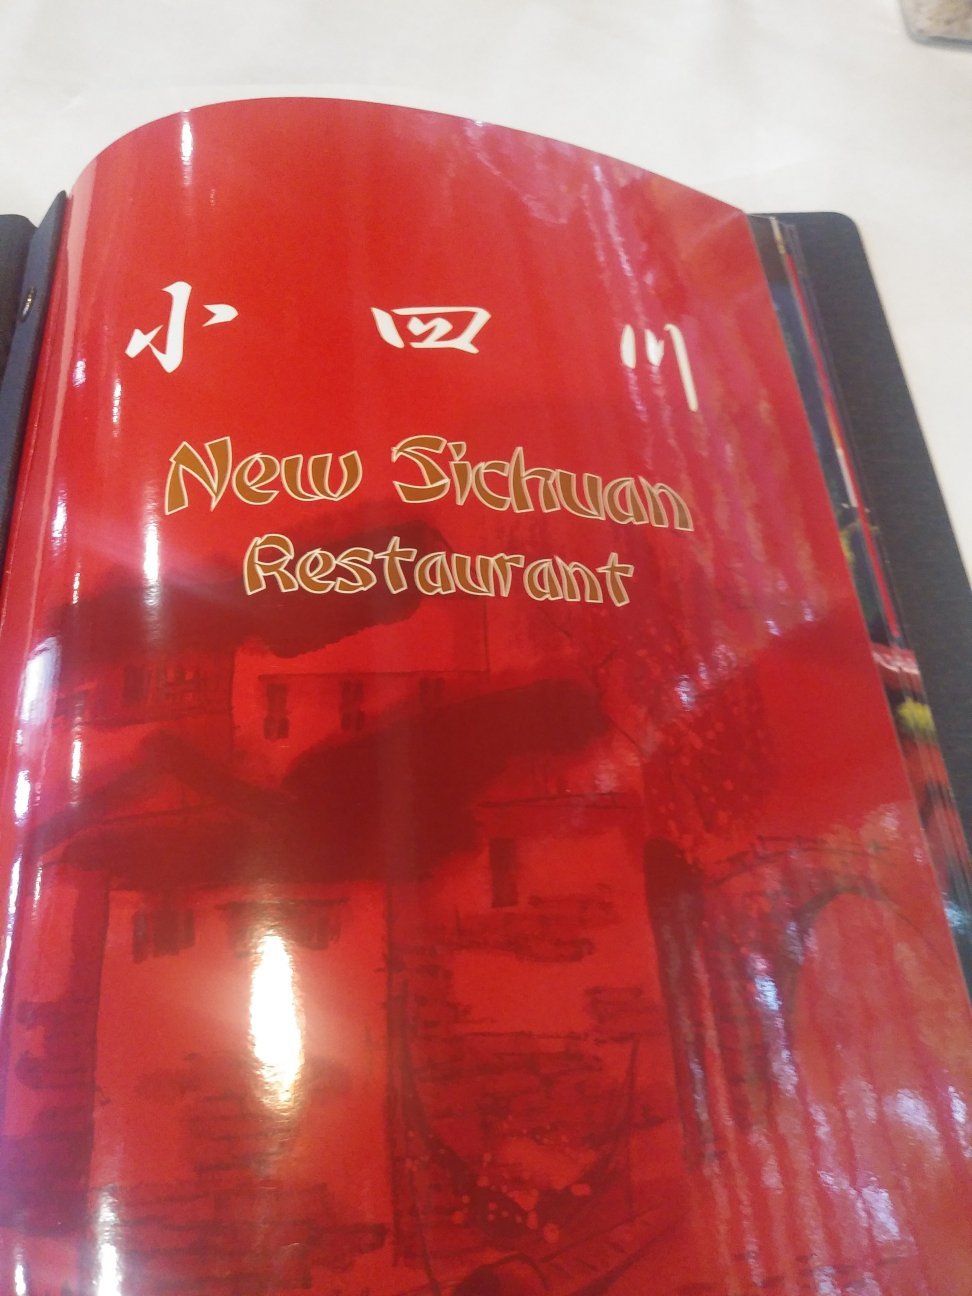 小四川
New Sichuan
Restaurant